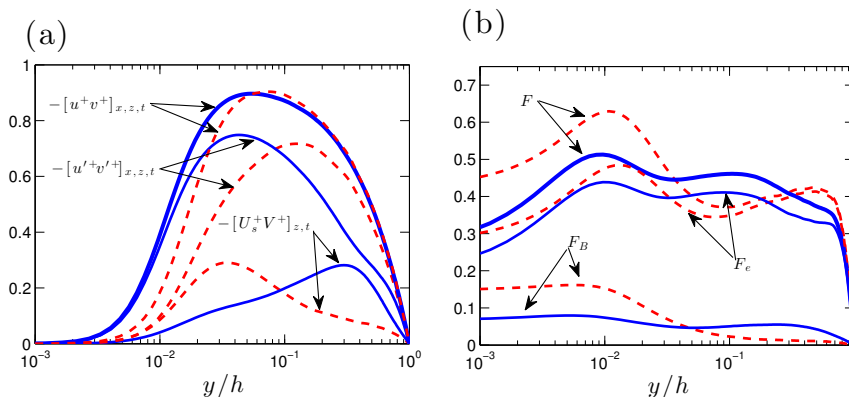 (a)
1
0.8
0.6
0.4
0.2
0
10⁻³
10⁻²
10⁻¹
10⁰
y/h
−[u⁺v⁺]x,z,t
−[u′⁺v′⁺]x,z,t
−[Uₛ⁺V⁺]z,t
(b)
0.7
0.6
0.5
0.4
0.3
0.2
0.1
0
10⁻³
10⁻²
10⁻¹
y/h
F
Fₑ
F_B